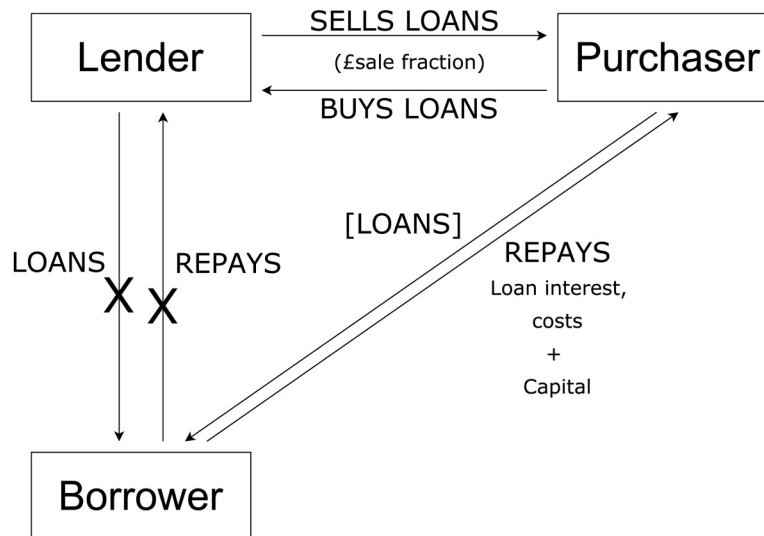 SELLS LOANS
Lender
(£sale fraction)
Purchaser
BUYS LOANS
[LOANS]
LOANS
X
REPAYS
X
REPAYS
Loan interest,
costs
+
Capital
Borrower